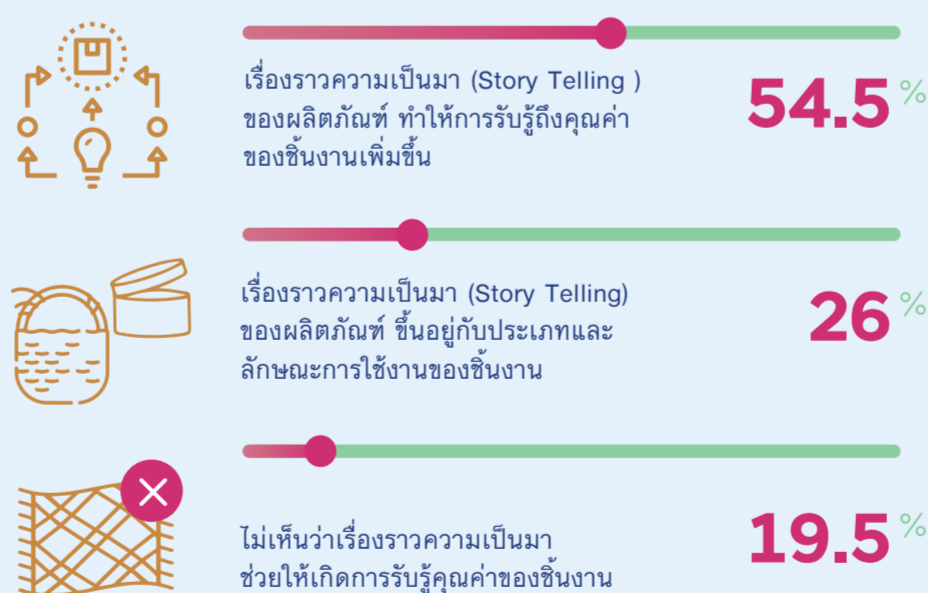 เรื่องราวความเป็นมา (Story Telling )
ของผลิตภัณฑ์ ทำให้การรับรู้ถึงคุณค่า
ของชิ้นงานเพิ่มขึ้น
54.5%
เรื่องราวความเป็นมา (Story Telling)
ของผลิตภัณฑ์ ขึ้นอยู่กับประเภทและ
ลักษณะการใช้งานของชิ้นงาน
26%
ไม่เห็นว่าเรื่องราวความเป็นมา
ช่วยให้เกิดการรับรู้คุณค่าของชิ้นงาน
19.5%